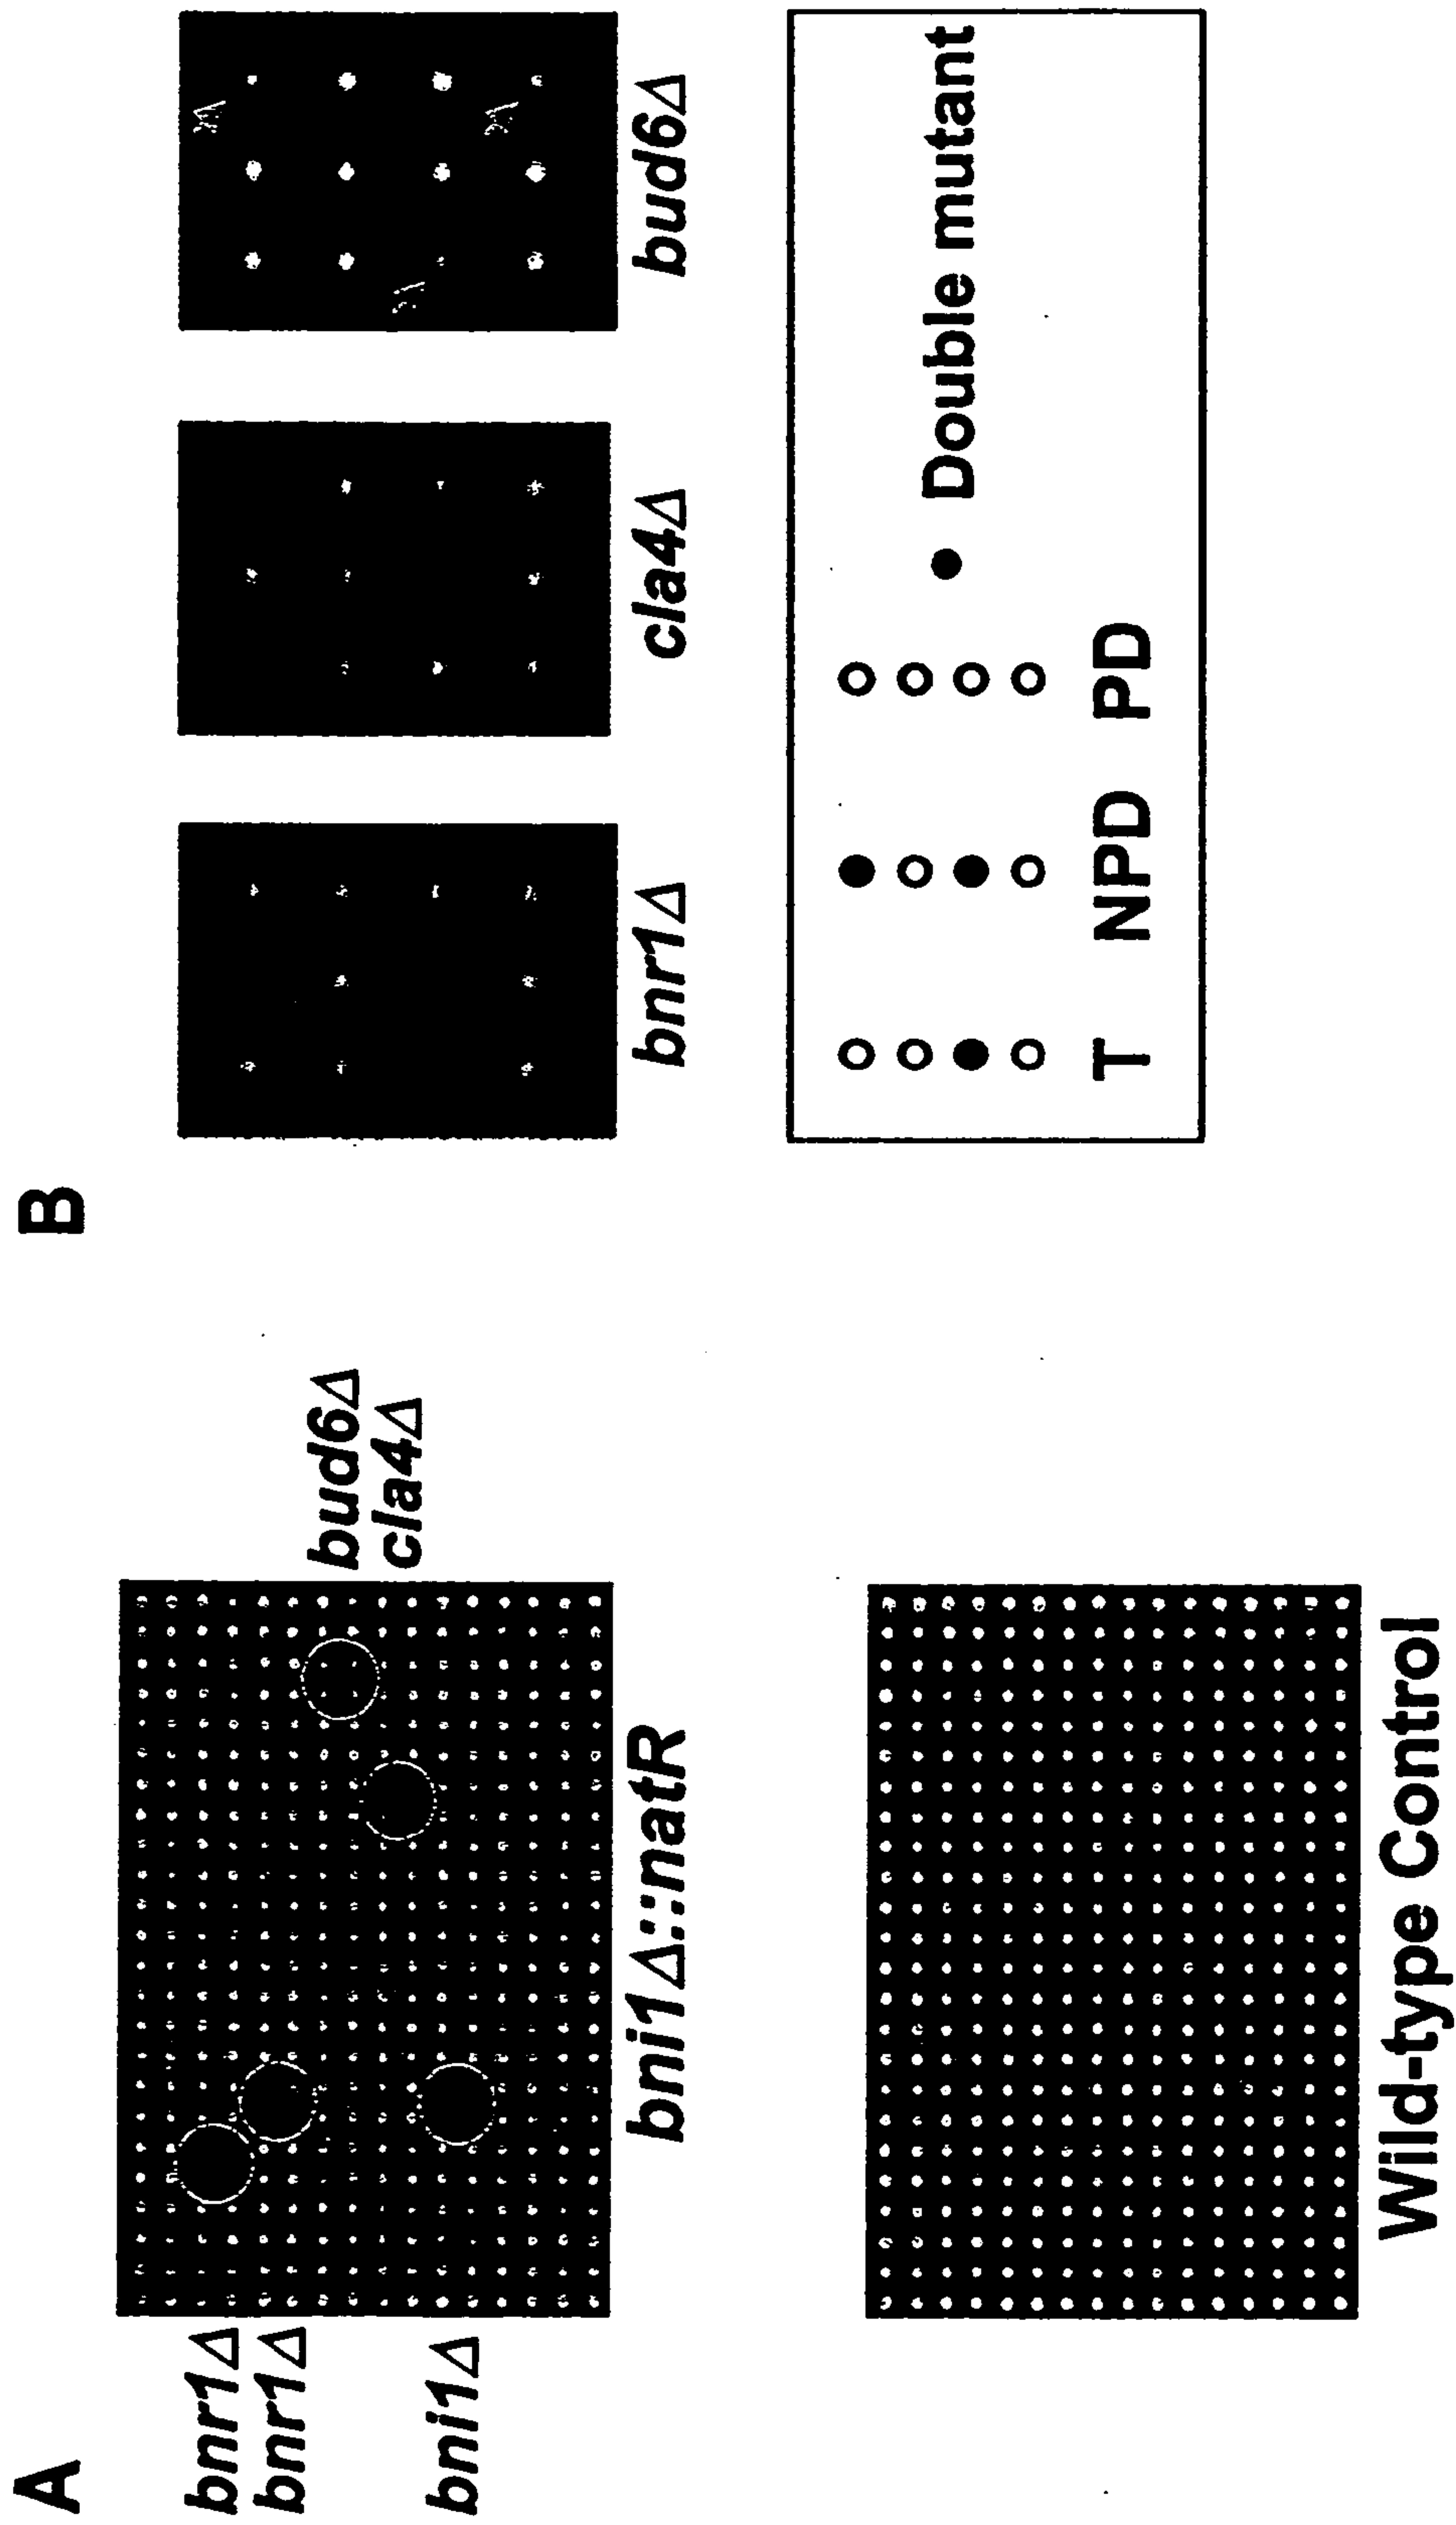 A
bnr1Δ
bnr1Δ
bni1Δ
bud6Δ
cla4Δ
bni1Δ::natR
Wild-type Control
B
bnr1Δ
cla4Δ
bud6Δ
T NPD PD
Double mutant